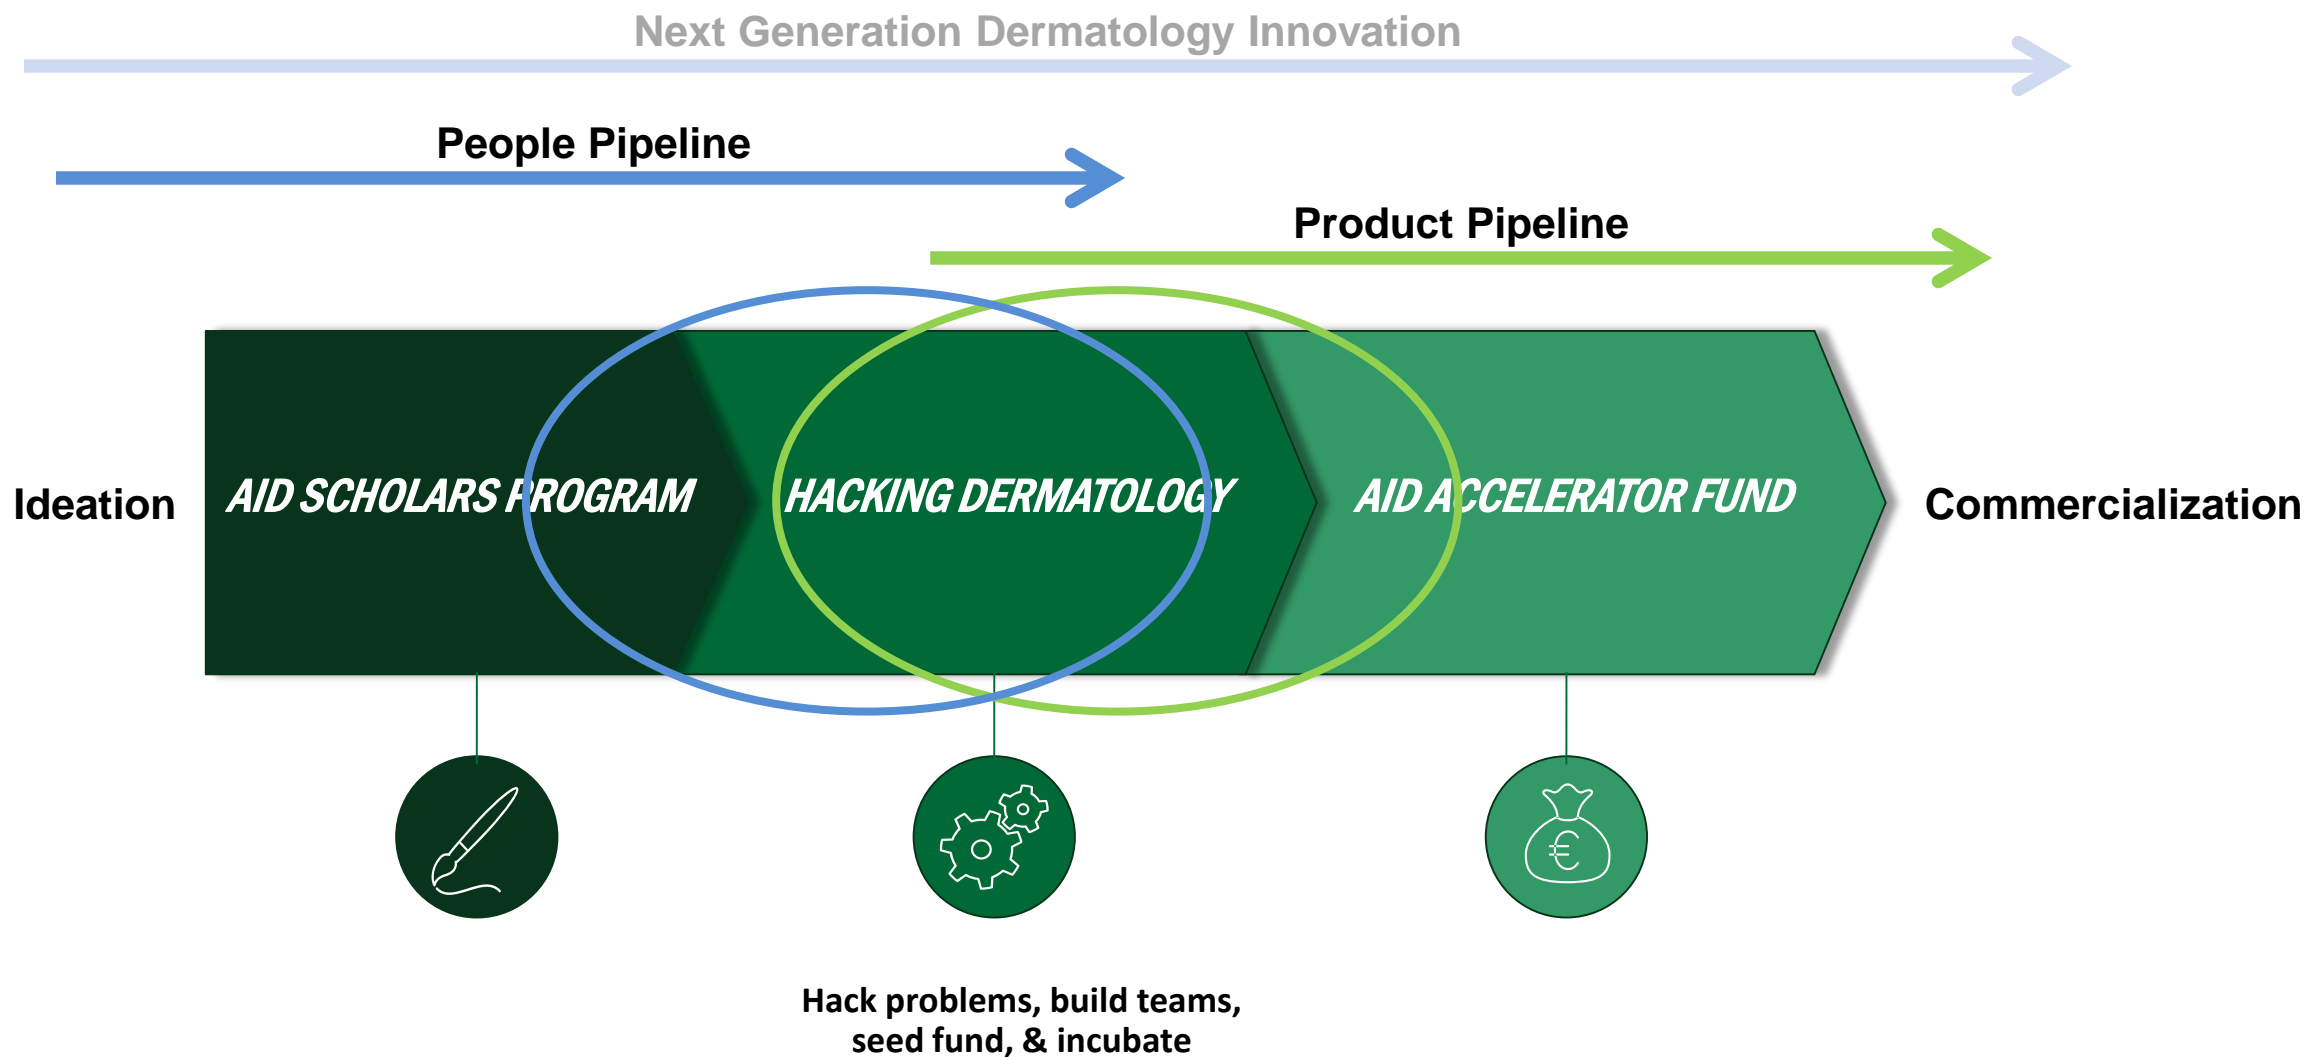 Next Generation Dermatology Innovation
People Pipeline
Product Pipeline
Ideation
AID SCHOLARS PROGRAM
HACKING DERMATOLOGY
AID ACCELERATOR FUND
Commercialization
€
Hack problems, build teams,
seed fund, & incubate